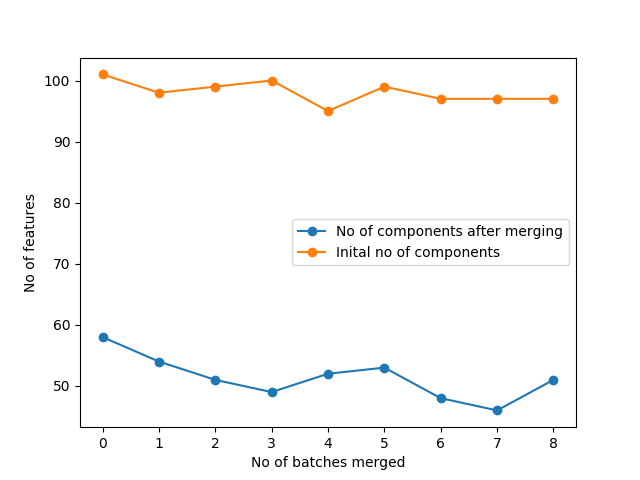 100
90
80
70
60
50
No of features
No of components after merging
Inital no of components
0 1 2 3 4 5 6 7 8
No of batches merged